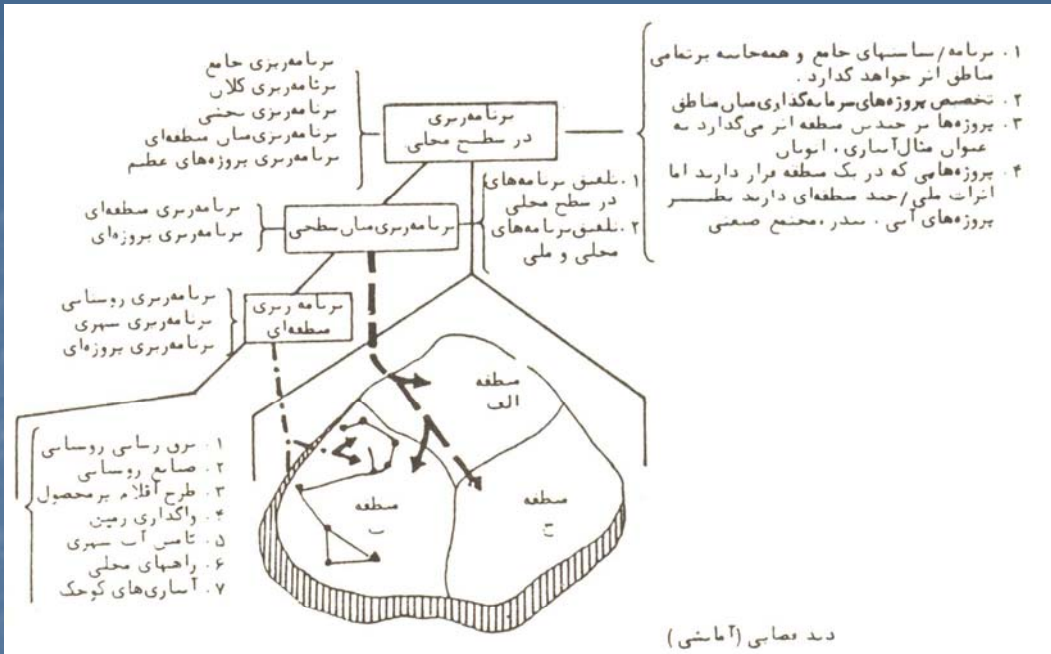 برنامه‌ریزی جامع
برنامه‌ریزی کلان
برنامه‌ریزی بخشی
برنامه‌ریزی میان منطقه‌ای
برنامه‌ریزی پروژه‌های عظیم
برنامه‌ریزی
در سطح محلی
۱. برنامه/سیاستهای جامع و همه‌جانبه برتمامی
مناطق اثر خواهد گذارد.
۲. تخصیص پروژه‌های سرمایه‌گذاری میان مناطق
۳. پروژه‌ها بر چندین منطقه اثر می‌گذارد به
عنوان مثال آبیاری، اتوبان
۴. پروژه‌هایی که در یک منطقه قرار دارند اما
اثرات ملی/چند منطقه‌ای دارند نظیر
پروژه‌های آبی، بندر، مجتمع صنعتی
برنامه‌ریزی منطقه‌ای
برنامه‌ریزی پروژه‌ای
برنامه‌ریزی میان سطحی
۱. تلفیق برنامه‌های
در سطح محلی
۲. تلفیق برنامه‌های
محلی و ملی
برنامه‌ریزی روستایی
برنامه‌ریزی شهری
برنامه‌ریزی پروژه‌ای
برنامه ریزی
منطقه‌ای
۱. برق رسانی روستایی
۲. صنایع روستایی
۳. طرح اقلام پرمحصول
۴. واگذاری زمین
۵. تامین آب شهری
۶. راههای محلی
۷. آبیاری‌های کوچک
منطقه
الف
منطقه
ب
منطقه
ج
دید فضایی (آمایشی)